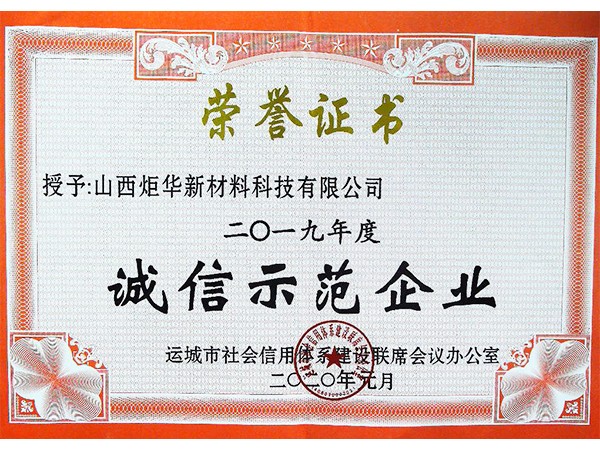 荣誉证书
授予:山西炬华新材料科技有限公司
二〇一九年度
诚信示范企业
运城市社会信用体系建设联席会议办公室
二〇二〇年元月